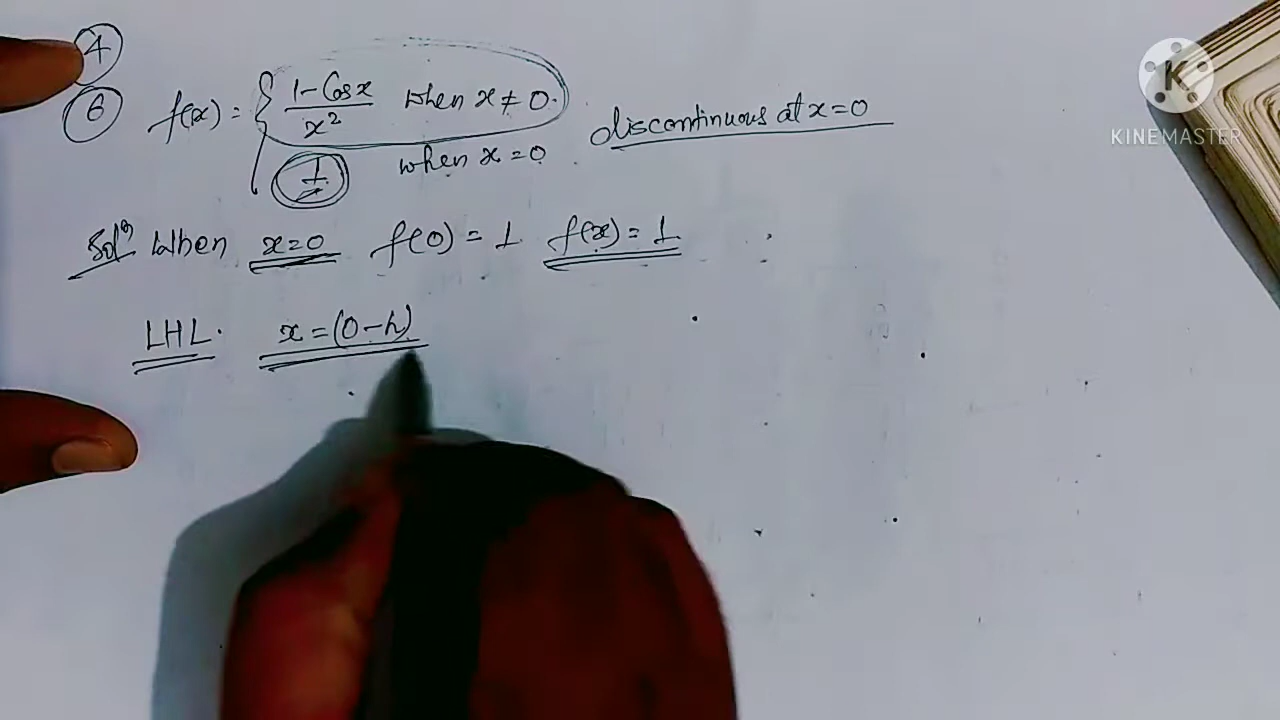 4
6 f(x) = { 1 - Cos x / x² when x ≠ 0.
1 when x = 0. discontinuous at x = 0
Solⁿ When x = 0 f(0) = 1 f(x) = 1
LHL. x = (0 - h)
K
KINEMASTER